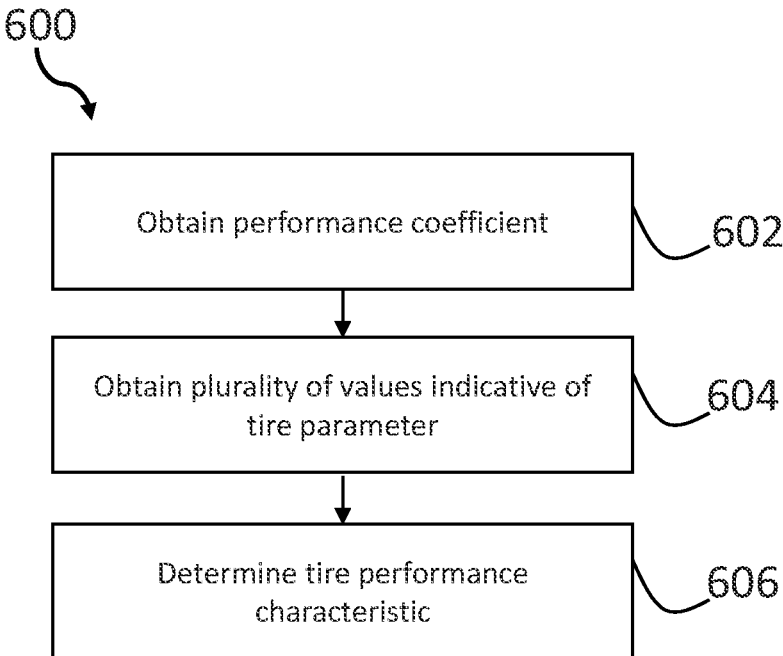 600
Obtain performance coefficient
602
Obtain plurality of values indicative of
tire parameter
604
Determine tire performance
characteristic
606